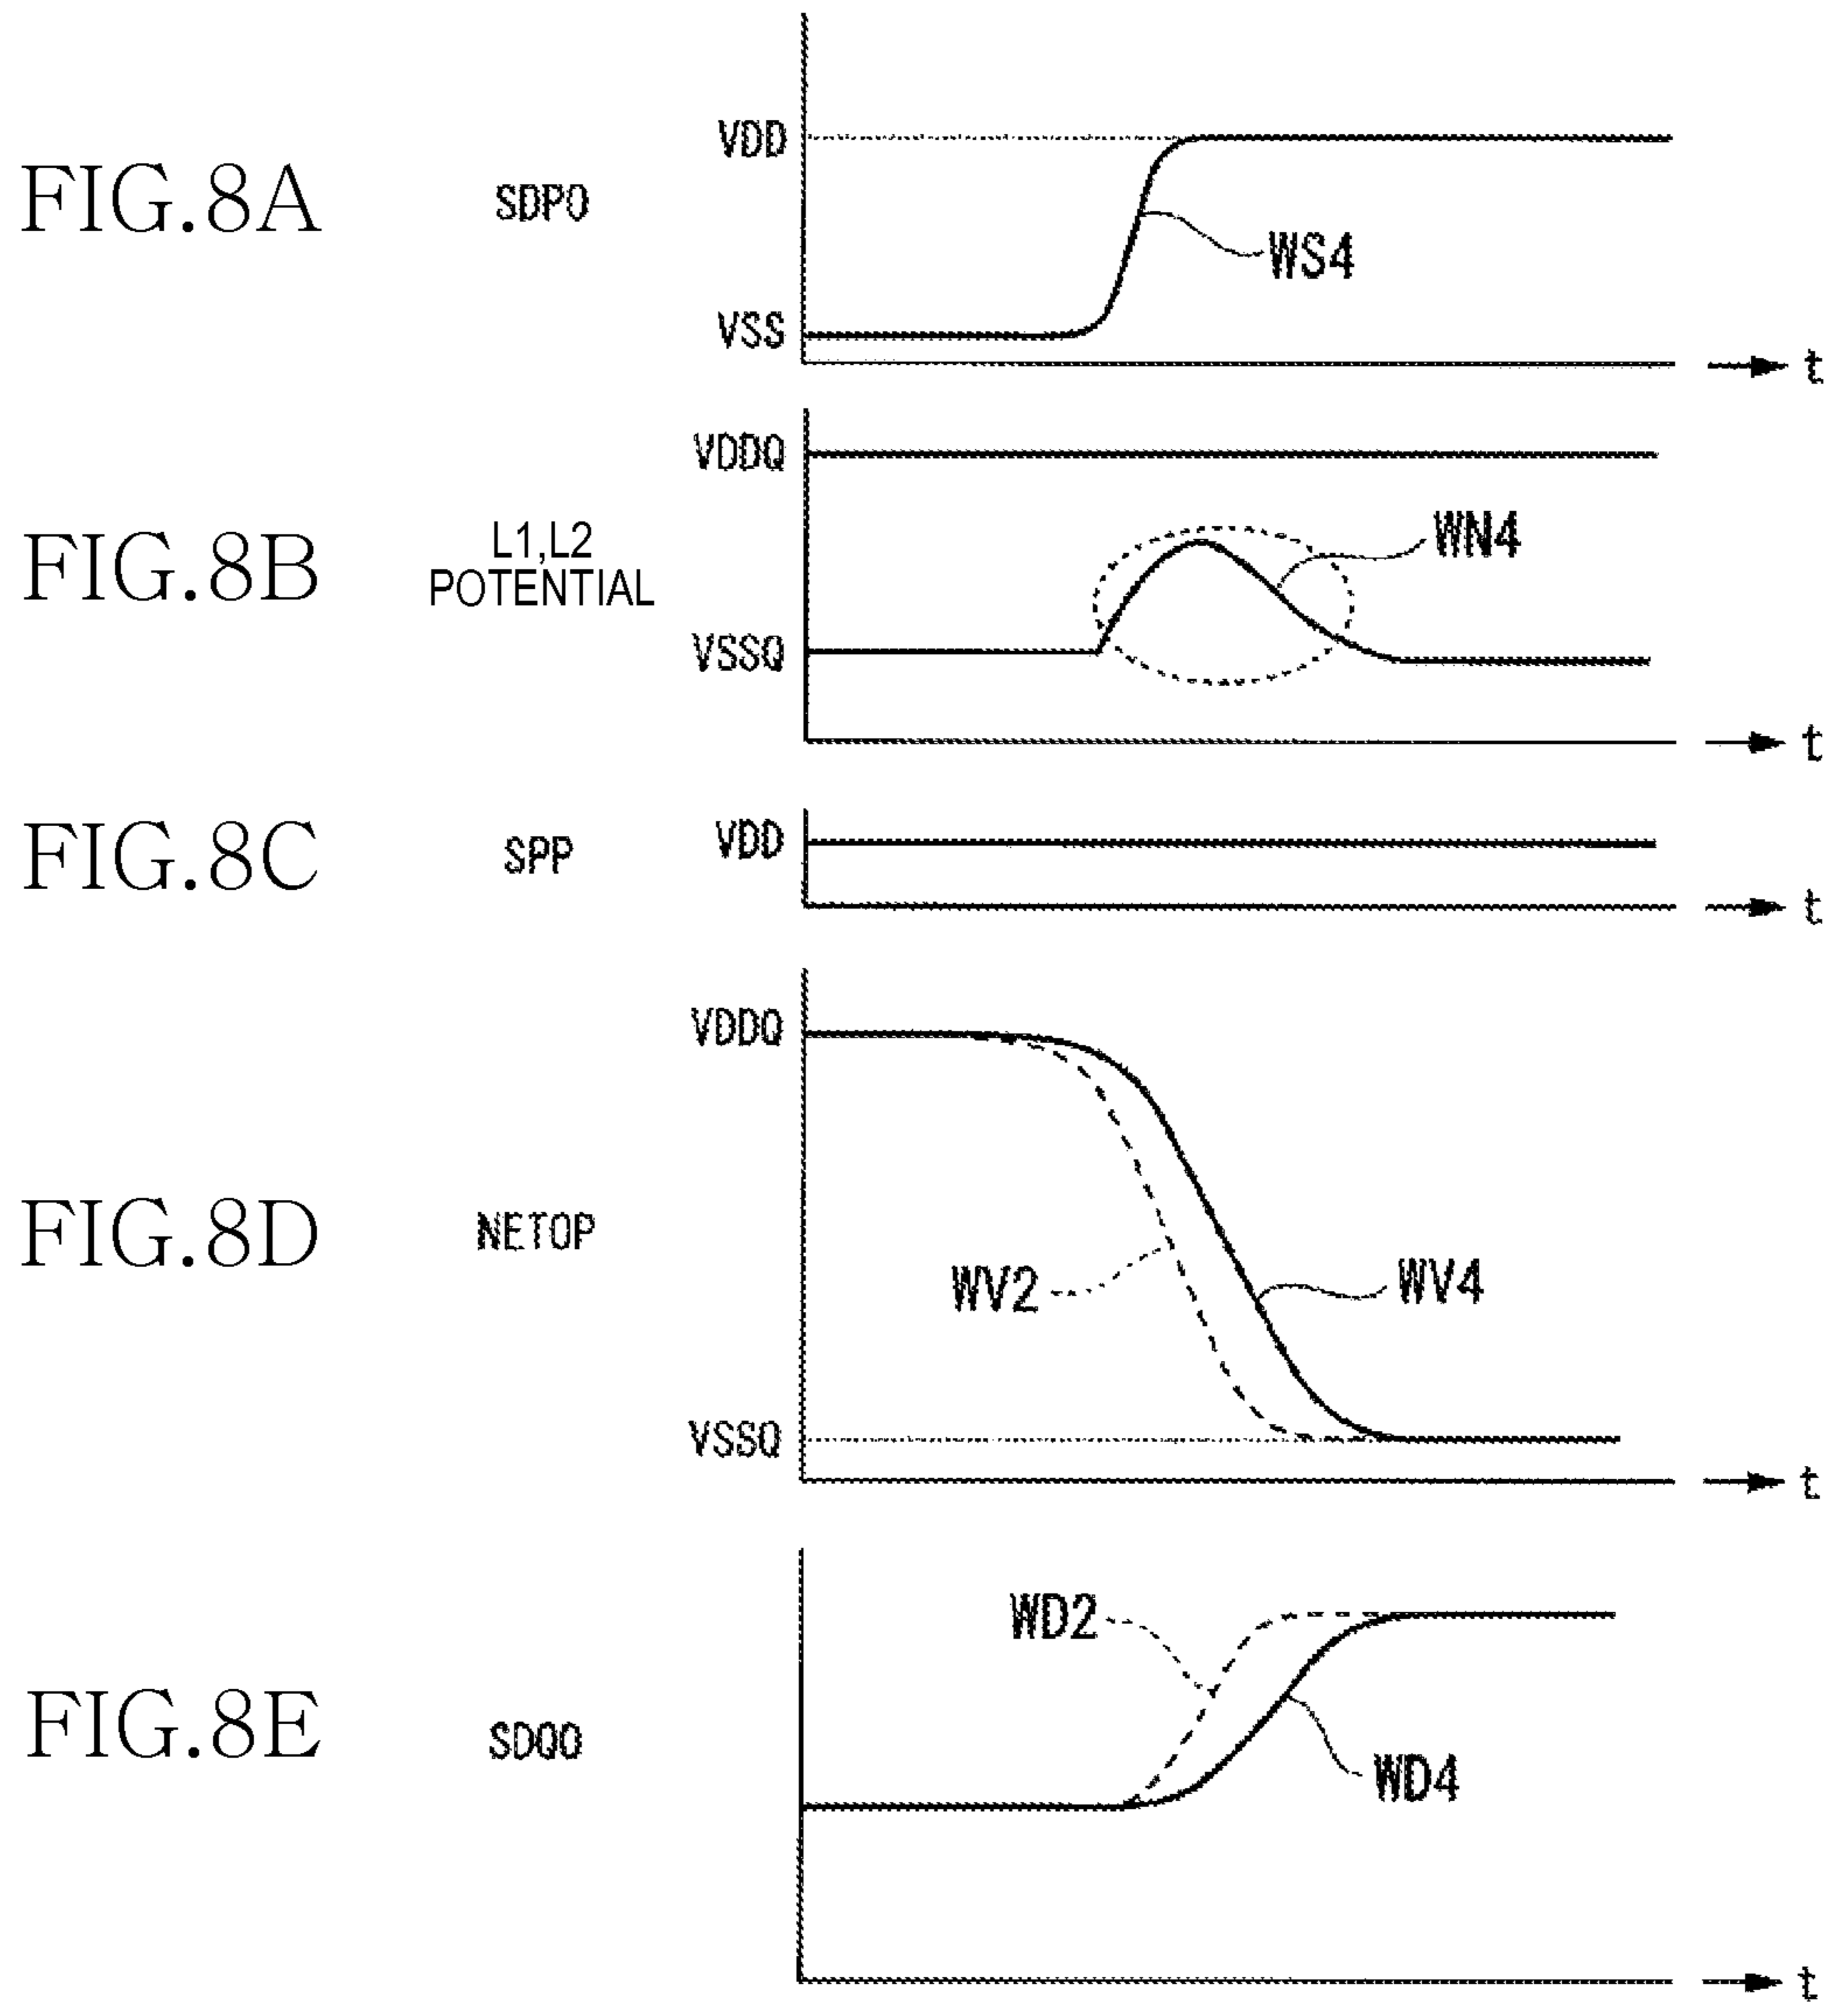 FIG.8A
SDP0
VDD
VSS
WS4
t
FIG.8B
L1,L2
POTENTIAL
VDDQ
VSSQ
WN4
t
FIG.8C
SPP
VDD
t
FIG.8D
NETOP
VDDQ
VSSQ
WV2
WV4
t
FIG.8E
SDQ0
WD2
WD4
t